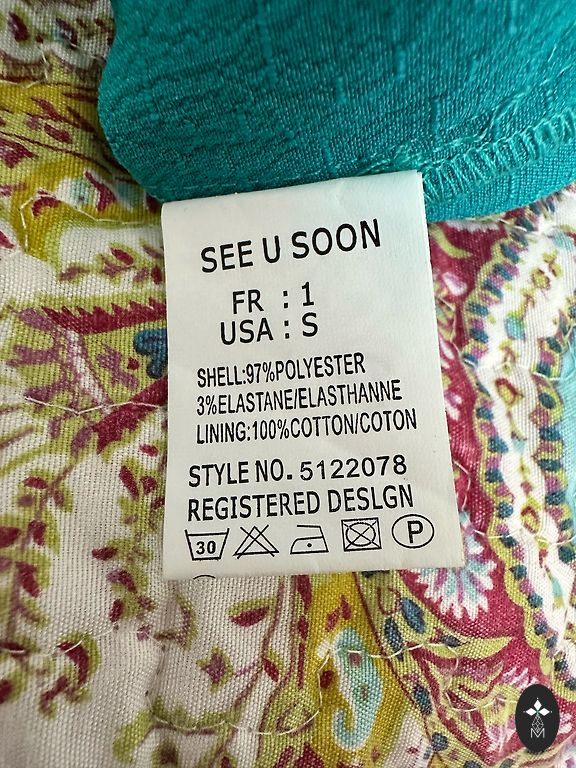 SEE U SOON
FR : 1
USA : S
SHELL:97%POLYESTER
3%ELASTANE/ELASTHANNE
LINING:100%COTTON/COTON
STYLE NO. 5122078
REGISTERED DESLGN
30 P
M